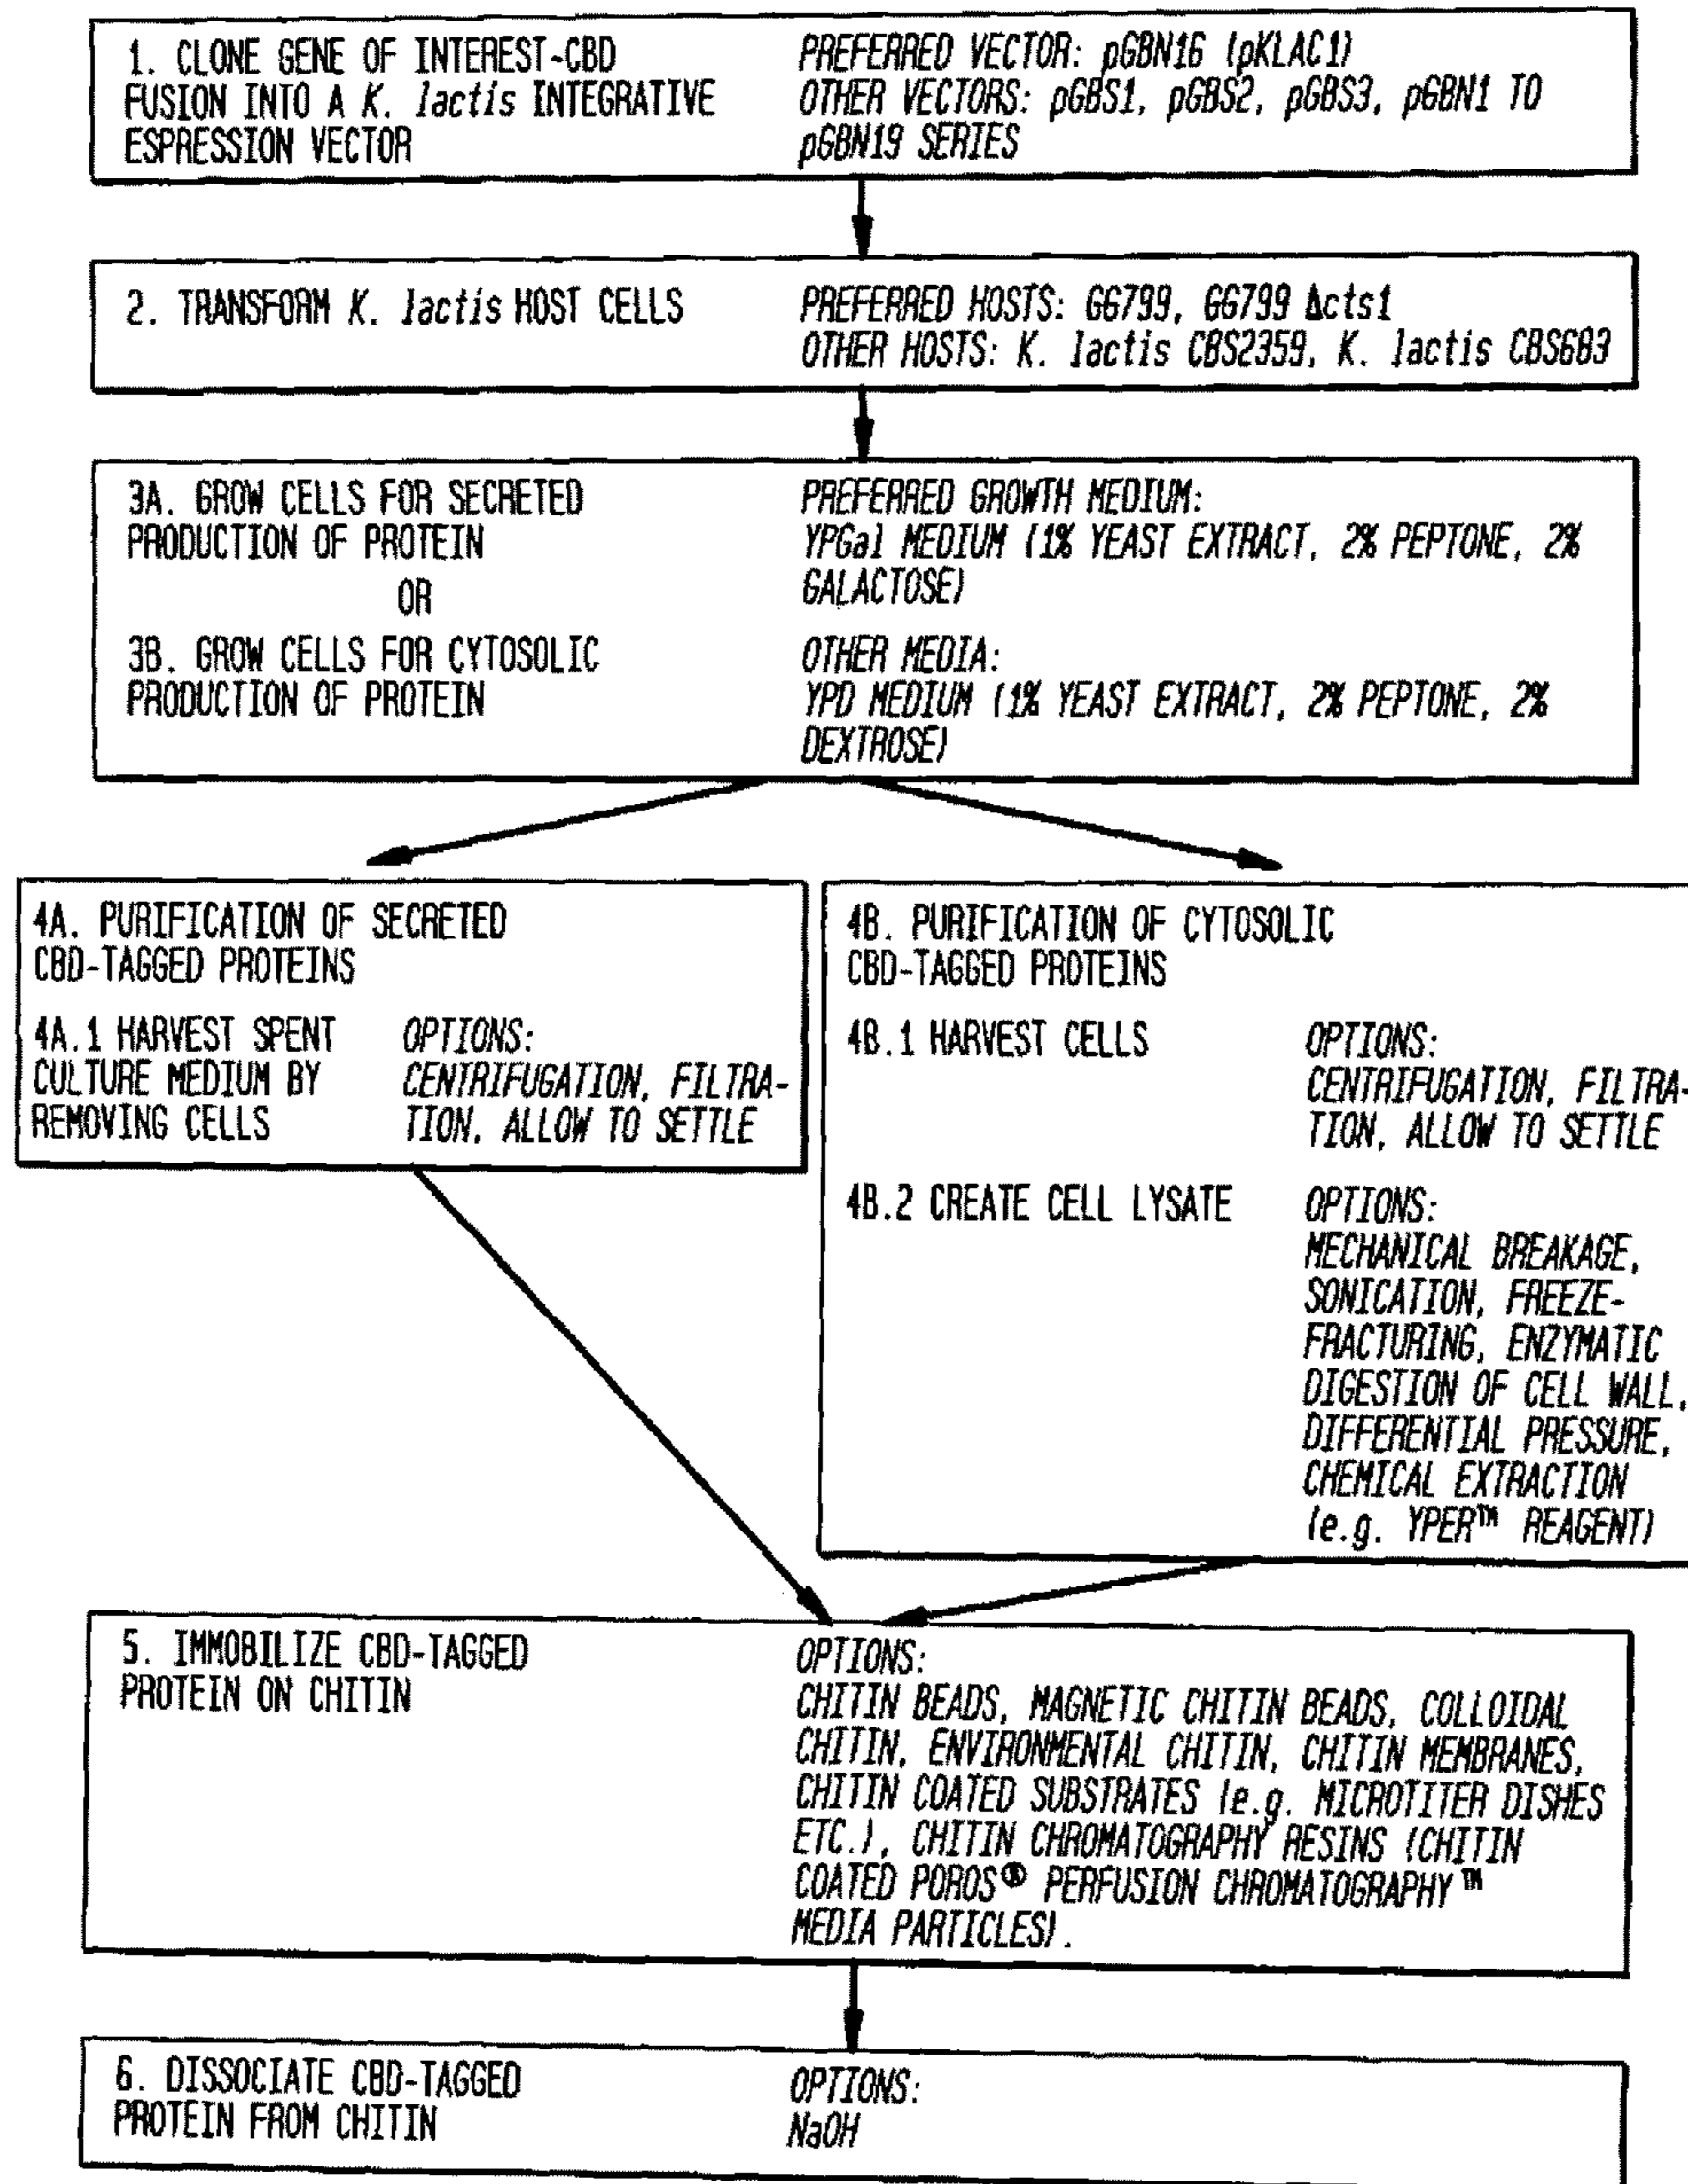 1. CLONE GENE OF INTEREST-CBD
FUSION INTO A K. lactis INTEGRATIVE
ESPRESSION VECTOR
PREFERRED VECTOR: pGBN16 (pKLAC1)
OTHER VECTORS: pGBS1, pGBS2, pGBS3, pGBN1 TO
pGBN19 SERIES
2. TRANSFORM K. lactis HOST CELLS
PREFERRED HOSTS: GG799, GG799 Δcts1
OTHER HOSTS: K. lactis CBS2359, K. lactis CBS683
3A. GROW CELLS FOR SECRETED
PRODUCTION OF PROTEIN
OR
3B. GROW CELLS FOR CYTOSOLIC
PRODUCTION OF PROTEIN
PREFERRED GROWTH MEDIUM:
YPGal MEDIUM (1% YEAST EXTRACT, 2% PEPTONE, 2%
GALACTOSE)
OTHER MEDIA:
YPD MEDIUM (1% YEAST EXTRACT, 2% PEPTONE, 2%
DEXTROSE)
4A. PURIFICATION OF SECRETED
CBD-TAGGED PROTEINS
4A.1 HARVEST SPENT
CULTURE MEDIUM BY
REMOVING CELLS
OPTIONS:
CENTRIFUGATION, FILTRA-
TION, ALLOW TO SETTLE
4B. PURIFICATION OF CYTOSOLIC
CBD-TAGGED PROTEINS
4B.1 HARVEST CELLS
OPTIONS:
CENTRIFUGATION, FILTRA-
TION, ALLOW TO SETTLE
4B.2 CREATE CELL LYSATE
OPTIONS:
MECHANICAL BREAKAGE,
SONICATION, FREEZE-
FRACTURING, ENZYMATIC
DIGESTION OF CELL WALL,
DIFFERENTIAL PRESSURE,
CHEMICAL EXTRACTION
(e.g. YPER™ REAGENT)
5. IMMOBILIZE CBD-TAGGED
PROTEIN ON CHITIN
OPTIONS:
CHITIN BEADS, MAGNETIC CHITIN BEADS, COLLOIDAL
CHITIN, ENVIRONMENTAL CHITIN, CHITIN MEMBRANES,
CHITIN COATED SUBSTRATES (e.g. MICROTITER DISHES
ETC.), CHITIN CHROMATOGRAPHY RESINS (CHITIN
COATED POROS® PERFUSION CHROMATOGRAPHY™
MEDIA PARTICLES).
6. DISSOCIATE CBD-TAGGED
PROTEIN FROM CHITIN
OPTIONS:
NaOH